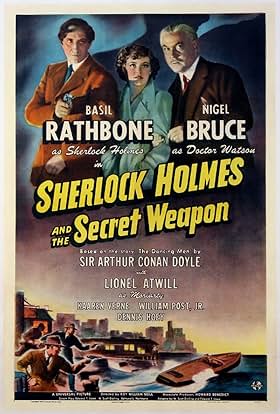 BASIL
RATHBONE
as Sherlock Holmes
in
NIGEL
BRUCE
as Doctor Watson
SHERLOCK HOLMES
AND THE Secret Weapon
Based on the story, "The Dancing Men" by
SIR ARTHUR CONAN DOYLE
with
LIONEL ATWILL
as Moriarty
KAAREN VERNE · WILLIAM POST, JR.
DENNIS HOEY
A UNIVERSAL PICTURE
Directed by ROY WILLIAM NEILL
Associate Producer, HOWARD BENEDICT